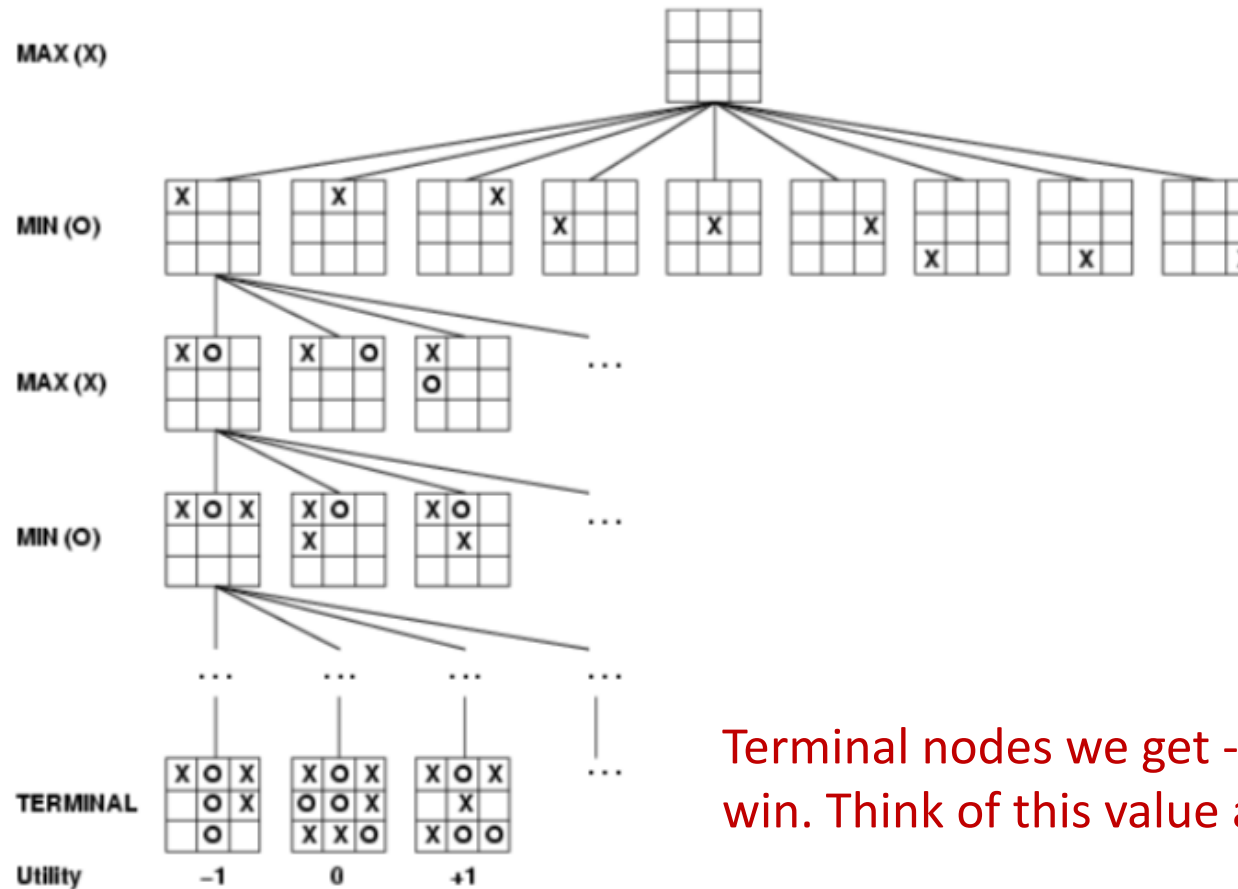 MAX (X)
X X X
MIN (O) X X X
X X
X O X O X
MAX (X) O
...
X O X X O X O
MIN (O) X X
...
... ... ... ...
Terminal nodes we get -
X O X X O X X O X
...
TERMINAL O X O O X X
win. Think of this value a
O X X O X O O
Utility −1 0 +1